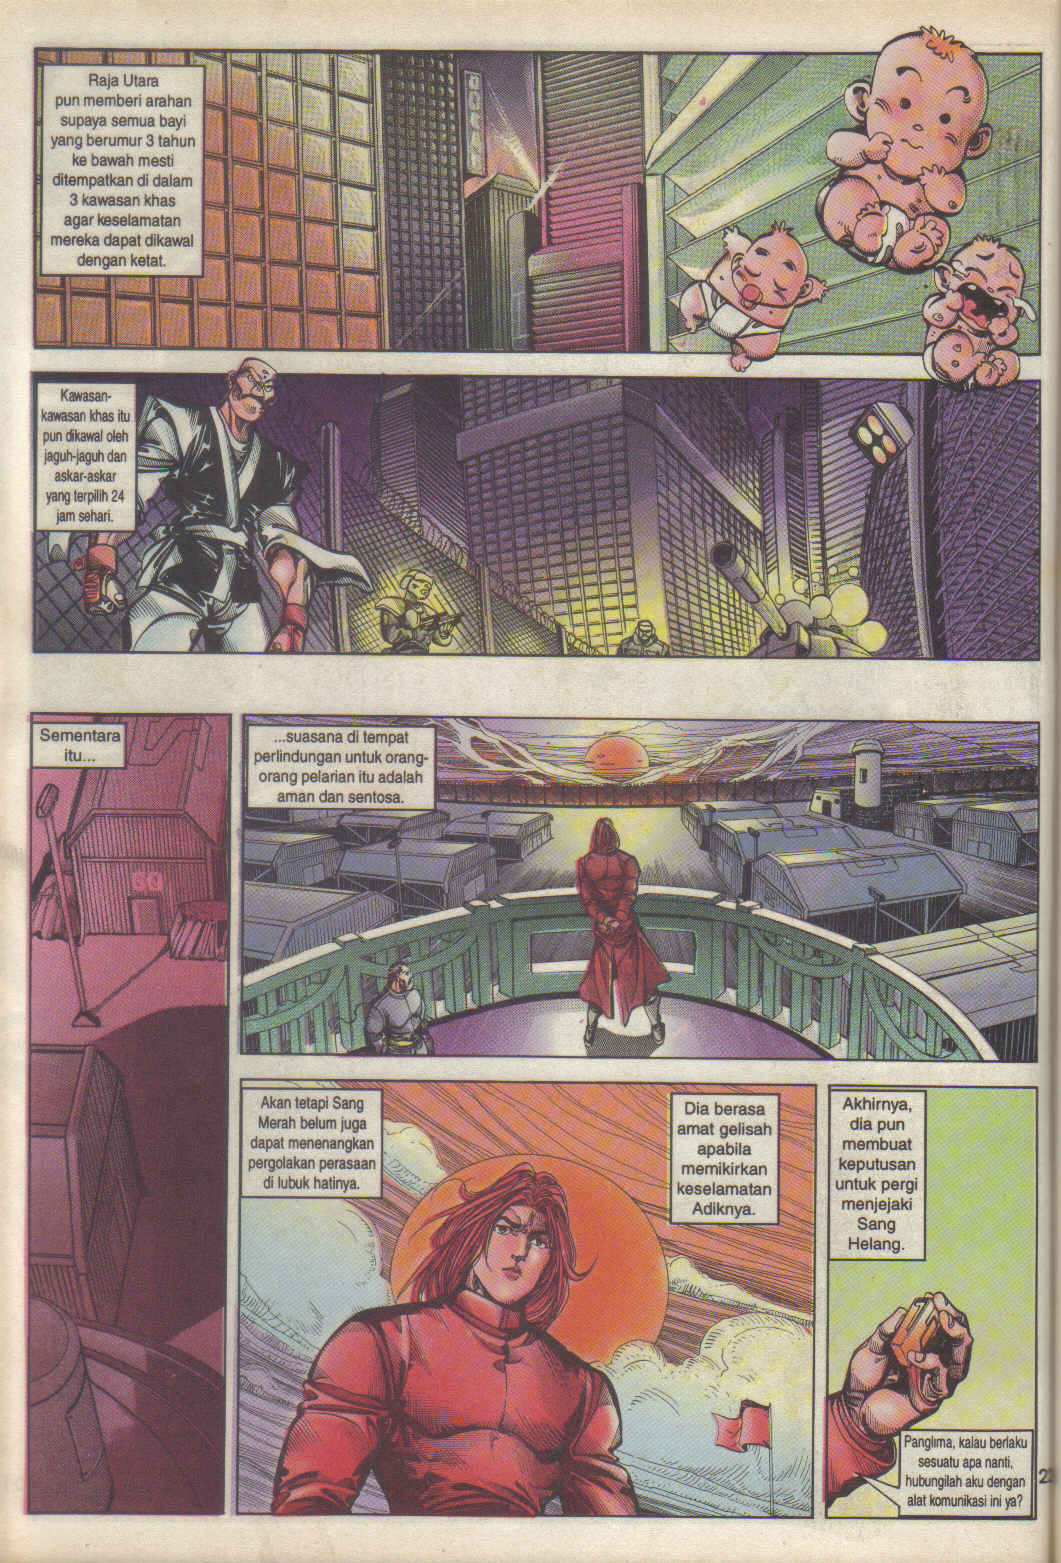 Raja Utara
pun memberi arahan
supaya semua bayi
yang berumur 3 tahun
ke bawah mesti
ditempatkan di dalam
3 kawasan khas
agar keselamatan
mereka dapat dikawal
dengan ketat.
Kawasan-
kawasan khas itu
pun dikawal oleh
jaguh-jaguh dan
askar-askar
yang terpilih 24
jam sehari.
Sementara
itu...
...suasana di tempat
perlindungan untuk orang-
orang pelarian itu adalah
aman dan sentosa.
Akan tetapi Sang
Merah belum juga
dapat menenangkan
pergolakan perasaan
di lubuk hatinya.
Dia berasa
amat gelisah
apabila
memikirkan
keselamatan
Adiknya.
Akhirnya,
dia pun
membuat
keputusan
untuk pergi
menjejaki
Sang
Helang.
7
Panglima, kalau berlaku
sesuatu apa nanti,
hubungilah aku dengan
alat komunikasi ini ya?